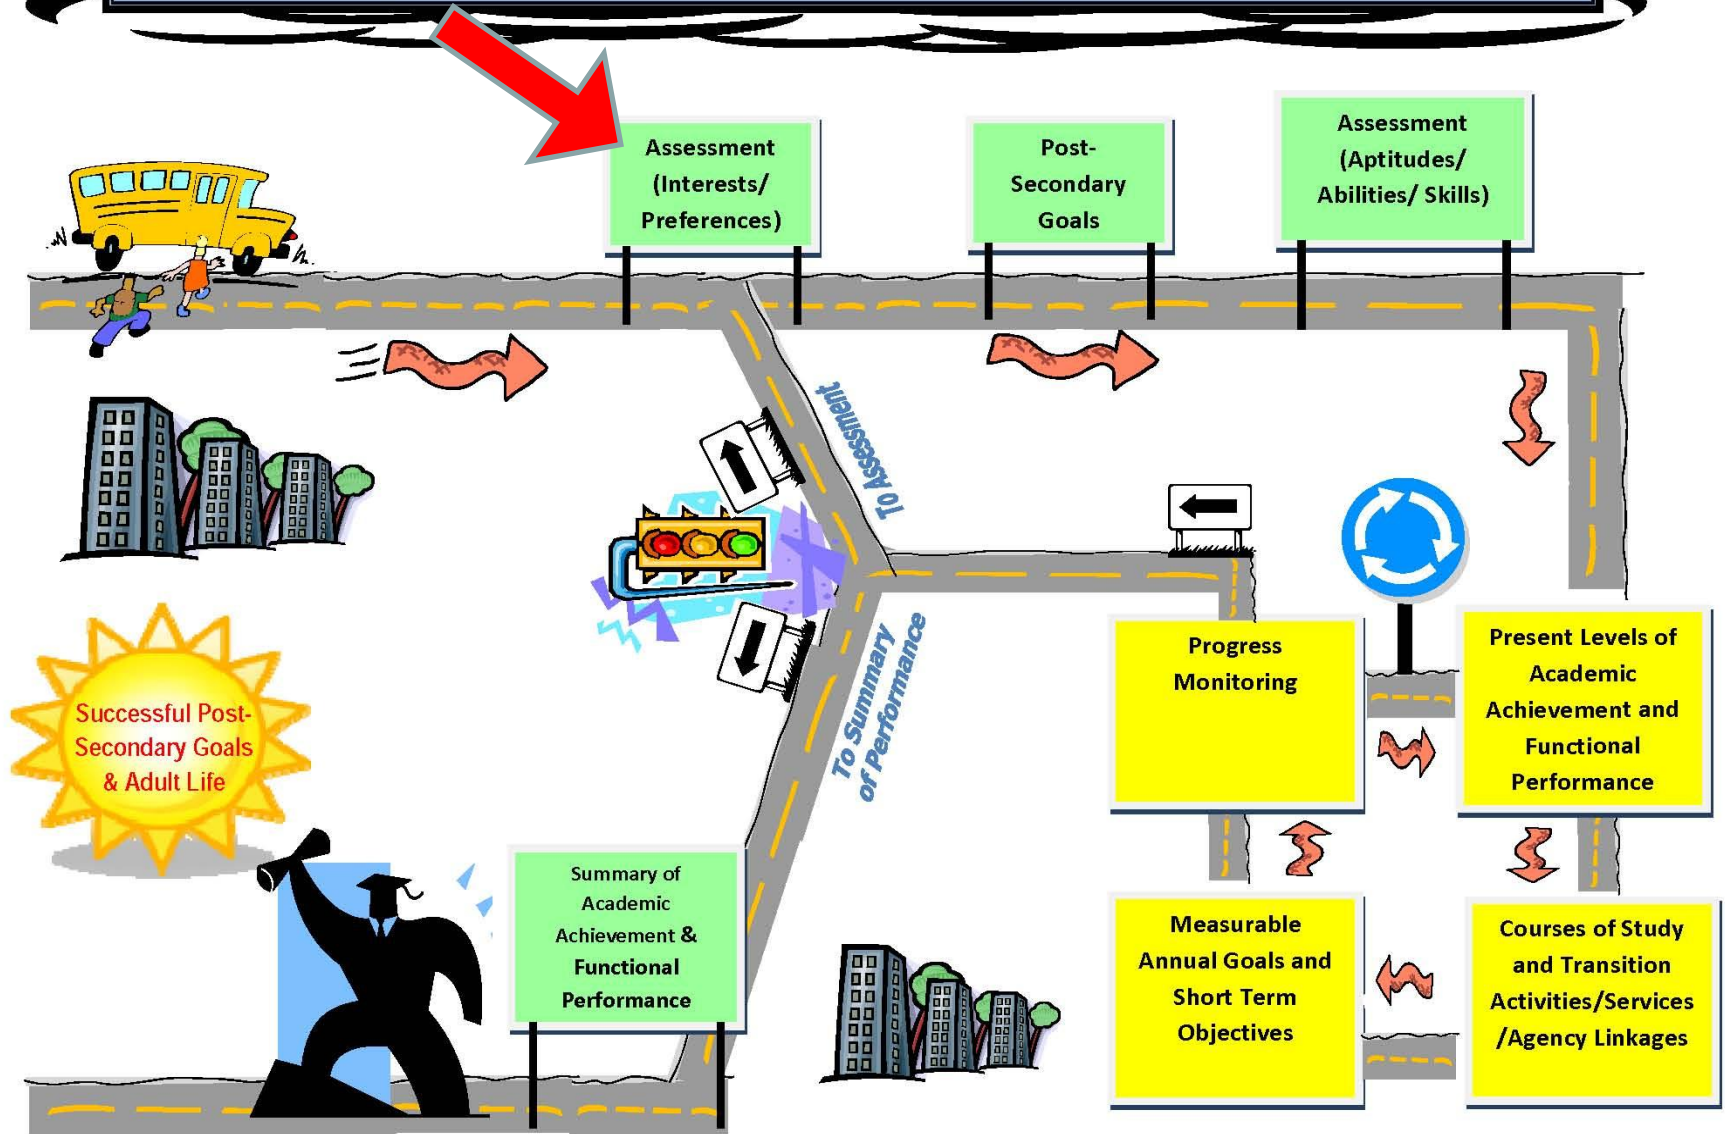 Assessment
(Interests/
Preferences)
Post-
Secondary
Goals
Assessment
(Aptitudes/
Abilities/ Skills)
To Assessment
Progress
Monitoring
Present Levels of
Academic
Achievement and
Functional
Performance
To Summary
of Performance
Successful Post-
Secondary Goals
& Adult Life
Summary of
Academic
Achievement &
Functional
Performance
Measurable
Annual Goals and
Short Term
Objectives
Courses of Study
and Transition
Activities/Services
/Agency Linkages